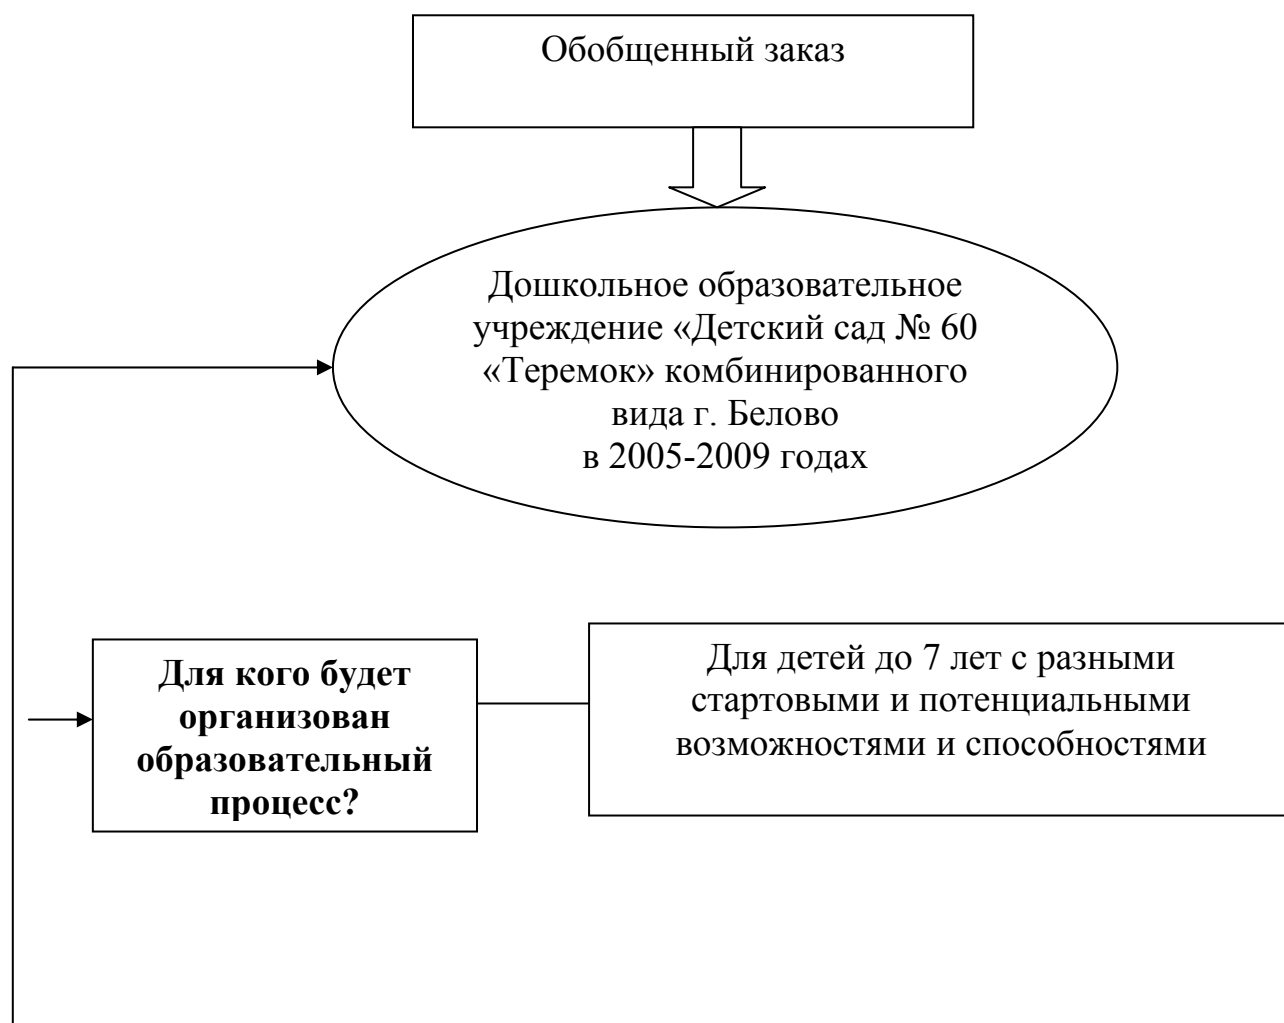 Обобщенный заказ
Дошкольное образовательное
учреждение «Детский сад № 60
«Теремок» комбинированного
вида г. Белово
в 2005-2009 годах
Для кого будет
организован
образовательный
процесс?
Для детей до 7 лет с разными
стартовыми и потенциальными
возможностями и способностями